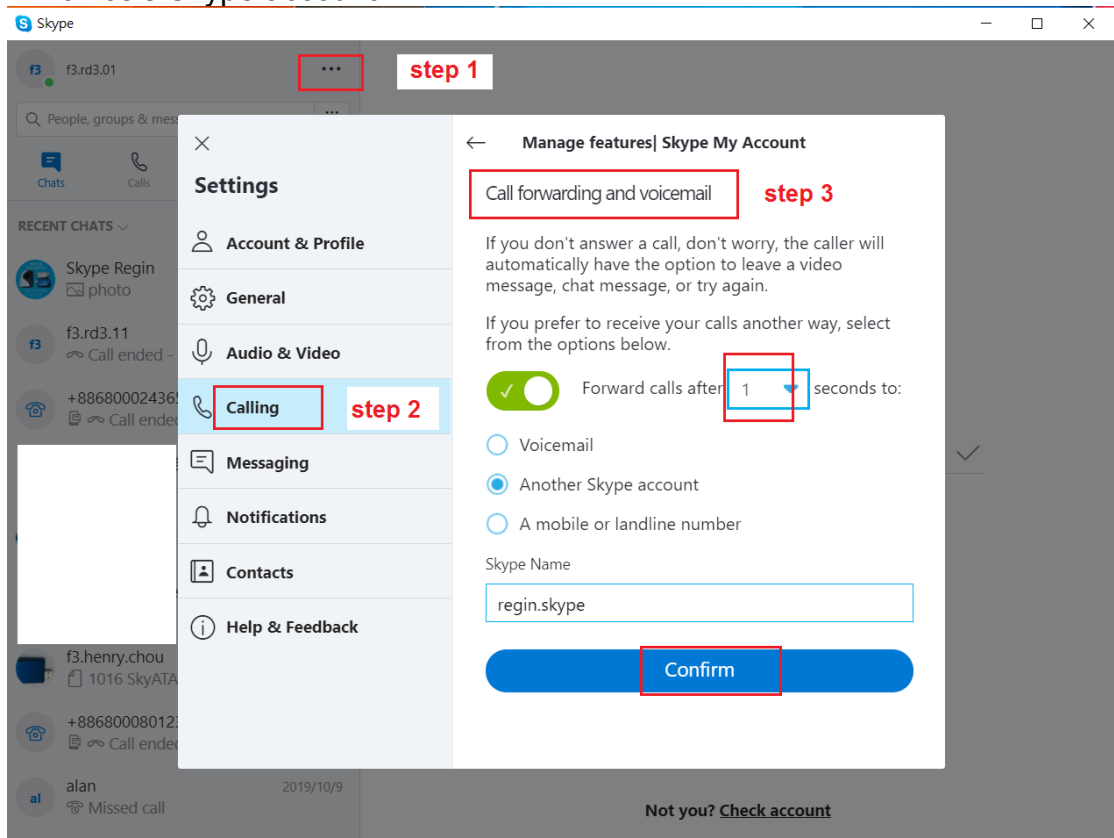 Skype
f3 f3.rd3.01 ...
step 1
People, groups & mes
Chats
Calls
RECENT CHATS
Skype Regin
photo
f3 f3.rd3.11
Call ended -
+88680002436
Call ende
f3.henry.chou
1016 SkyATA
+88680008012
Call ende
al alan 2019/10/9
Missed call
Settings
Account & Profile
General
Audio & Video
Calling
step 2
Messaging
Notifications
Contacts
Help & Feedback
Manage features| Skype My Account
Call forwarding and voicemail
step 3
If you don't answer a call, don't worry, the caller will
automatically have the option to leave a video
message, chat message, or try again.
If you prefer to receive your calls another way, select
from the options below.
Forward calls after 1 seconds to:
Voicemail
Another Skype account
A mobile or landline number
Skype Name
regin.skype
Confirm
Not you? Check account